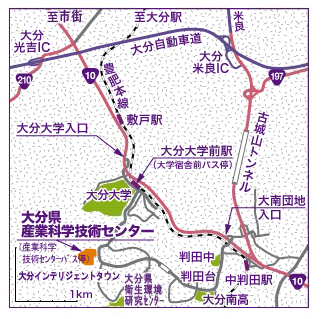 至市街
至大分駅
米良
大分
光吉IC
大分自動車道
大分
米良IC
210
10
197
豊肥本線
敷戸駅
古城山トンネル
大分大学入口
大分大学前駅
(大学宿舎前バス停)
大分大学
大南団地
入口
大分県
産業科学技術センター
(産業科学
技術センターバス停)
判田中
判田台
中判田駅
大分インテリジェントタウン
大分県
衛生環境
研究センター
大分南高
10
1km